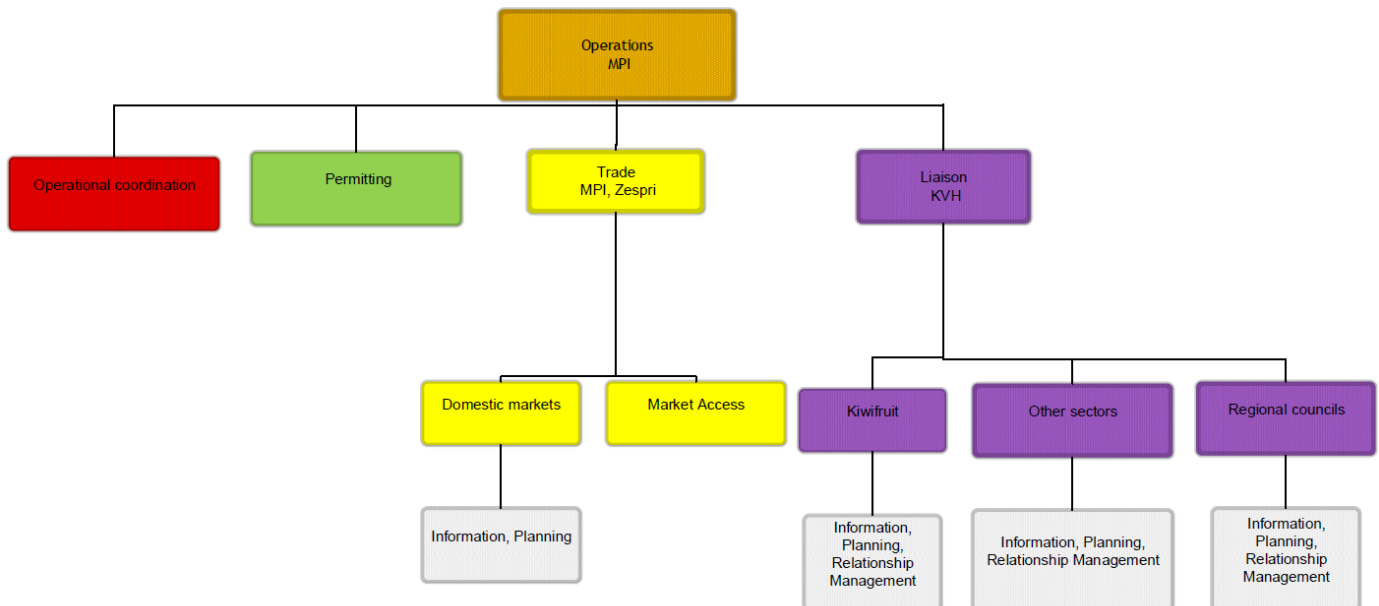 Operations
MPI
Operational coordination
Permitting
Trade
MPI, Zespri
Liaison
KVH
Domestic markets
Market Access
Kiwifruit
Other sectors
Regional councils
Information, Planning
Information,
Planning,
Relationship
Management
Information, Planning,
Relationship Management
Information,
Planning,
Relationship
Management